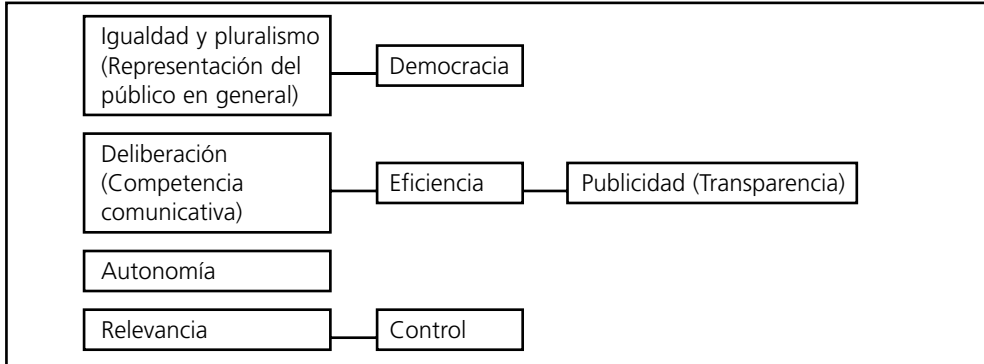 Igualdad y pluralismo
(Representación del
público en general)
Democracia
Deliberación
(Competencia
comunicativa)
Eficiencia
Publicidad (Transparencia)
Autonomía
Relevancia
Control